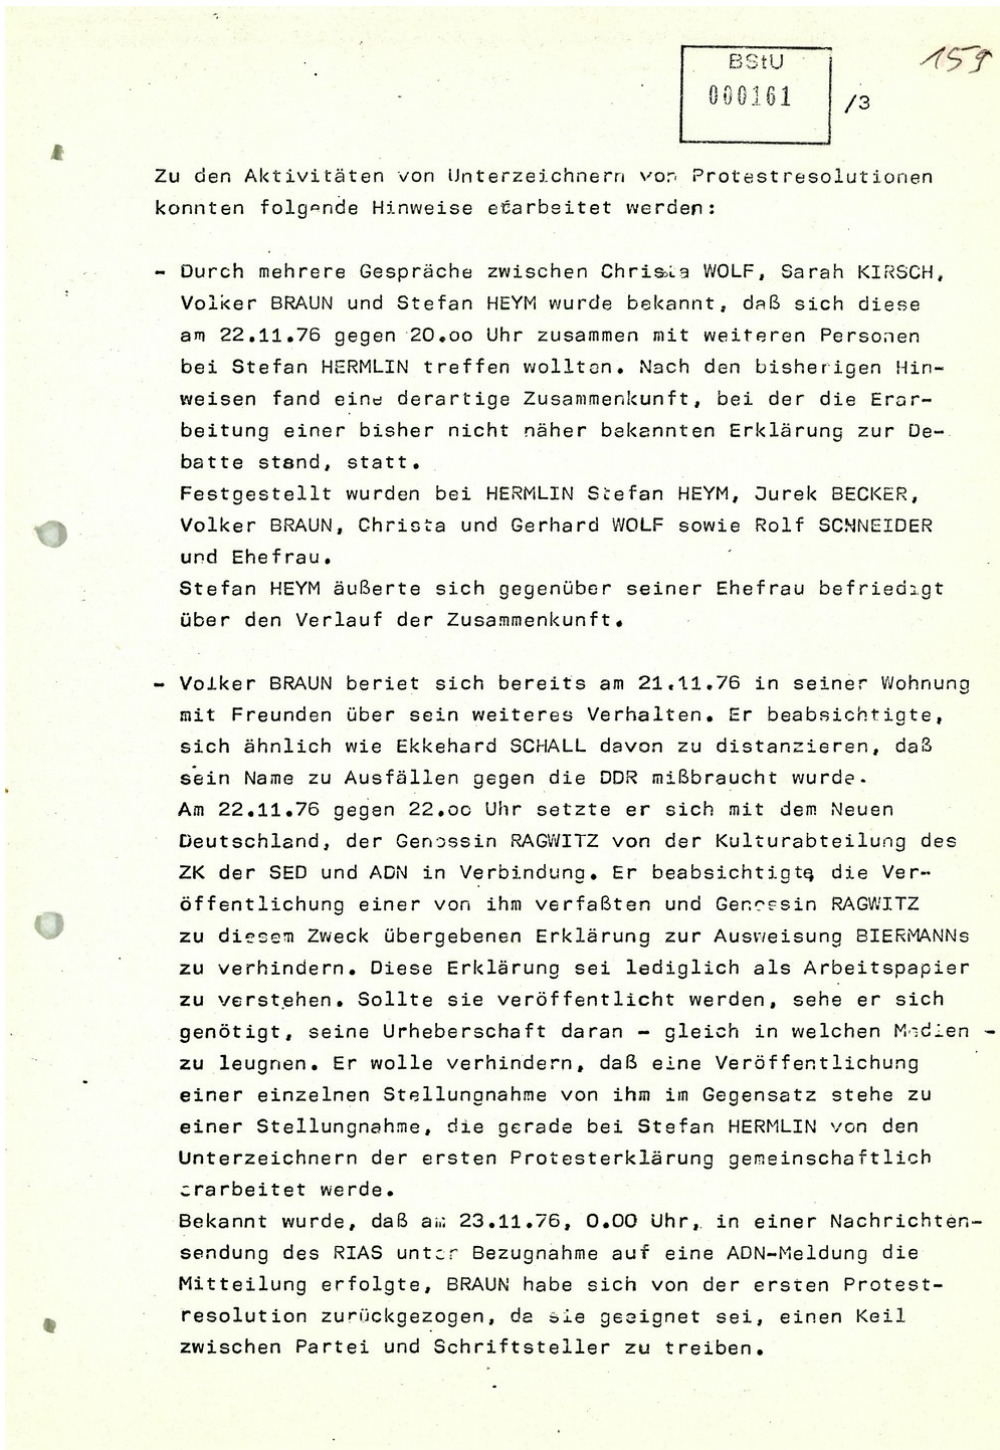 BStU
000161
159
/3
Zu den Aktivitäten von Unterzeichnern von Protestresolutionen
konnten folgende Hinweise erarbeitet werden:
- Durch mehrere Gespräche zwischen Christa WOLF, Sarah KIRSCH,
Volker BRAUN und Stefan HEYM wurde bekannt, daß sich diese
am 22.11.76 gegen 20.oo Uhr zusammen mit weiteren Personen
bei Stefan HERMLIN treffen wollten. Nach den bisherigen Hin-
weisen fand eine derartige Zusammenkunft, bei der die Erar-
beitung einer bisher nicht näher bekannten Erklärung zur De-
batte stand, statt.
Festgestellt wurden bei HERMLIN Stefan HEYM, Jurek BECKER,
Volker BRAUN, Christa und Gerhard WOLF sowie Rolf SCHNEIDER
und Ehefrau.
Stefan HEYM äußerte sich gegenüber seiner Ehefrau befriedigt
über den Verlauf der Zusammenkunft.
- Volker BRAUN beriet sich bereits am 21.11.76 in seiner Wohnung
mit Freunden über sein weiteres Verhalten. Er beabsichtigte,
sich ähnlich wie Ekkehard SCHALL davon zu distanzieren, daß
sein Name zu Ausfällen gegen die DDR mißbraucht wurde.
Am 22.11.76 gegen 22.oo Uhr setzte er sich mit dem Neuen
Deutschland, der Genossin RAGWITZ von der Kulturabteilung des
ZK der SED und ADN in Verbindung. Er beabsichtigte die Ver-
öffentlichung einer von ihm verfaßten und Genossin RAGWITZ
zu diesem Zweck übergebenen Erklärung zur Ausweisung BIERMANNs
zu verhindern. Diese Erklärung sei lediglich als Arbeitspapier
zu verstehen. Sollte sie veröffentlicht werden, sehe er sich
genötigt, seine Urheberschaft daran - gleich in welchen Medien -
zu leugnen. Er wolle verhindern, daß eine Veröffentlichung
einer einzelnen Stellungnahme von ihm im Gegensatz stehe zu
einer Stellungnahme, die gerade bei Stefan HERMLIN von den
Unterzeichnern der ersten Protesterklärung gemeinschaftlich
erarbeitet werde.
Bekannt wurde, daß am 23.11.76, 0.00 Uhr, in einer Nachrichten-
sendung des RIAS unter Bezugnahme auf eine ADN-Meldung die
Mitteilung erfolgte, BRAUN habe sich von der ersten Protest-
resolution zurückgezogen, da sie geeignet sei, einen Keil
zwischen Partei und Schriftsteller zu treiben.